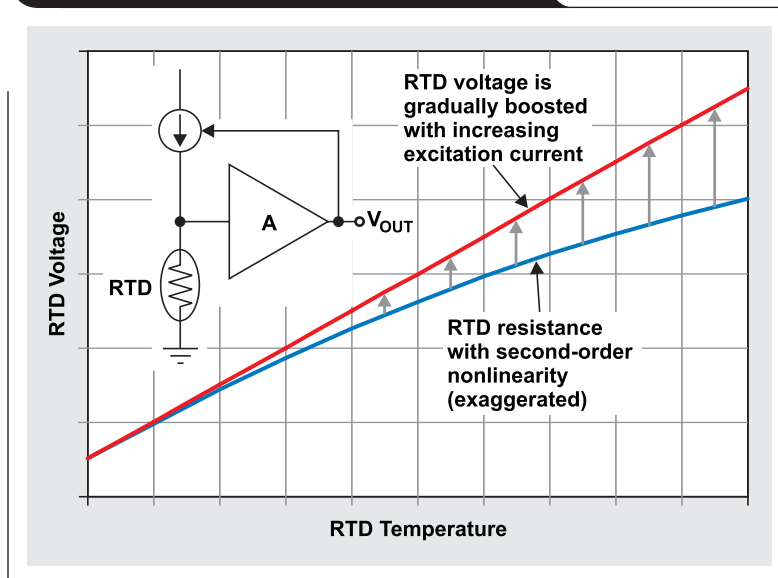 RTD voltage is
gradually boosted
with increasing
excitation current
A
VOUT
RTD
RTD Voltage
RTD resistance
with second-order
nonlinearity
(exaggerated)
RTD Temperature